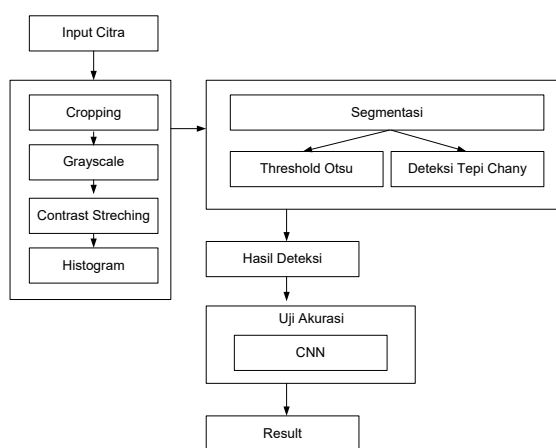 Input Citra
Cropping
Grayscale
Contrast Streching
Histogram
Segmentasi
Threshold Otsu
Deteksi Tepi Chany
Hasil Deteksi
Uji Akurasi
CNN
Result